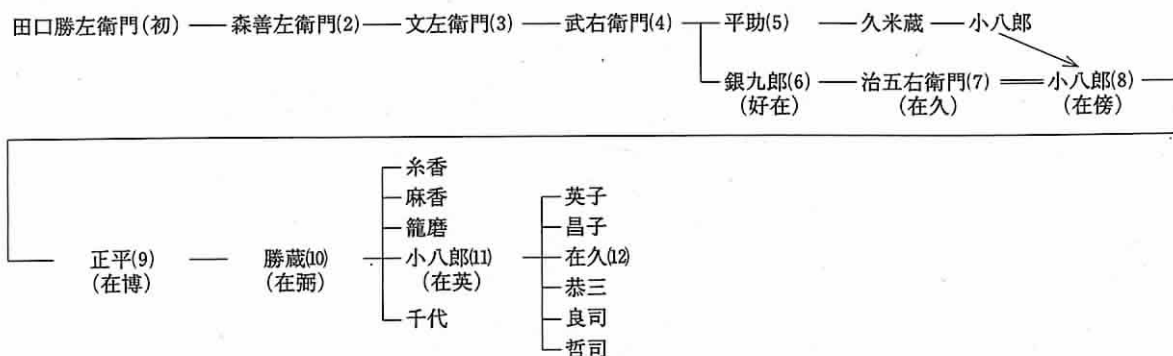 田口勝左衛門(初) 森善左衛門(2) 文左衛門(3) 武右衛門(4) 平助(5) 久米蔵 小八郎
銀九郎(6) 治五右衛門(7) 小八郎(8)
(好在) (在久) (在傍)
糸香
麻香 英子
籠磨 昌子
正平(9) 勝蔵(10) 小八郎(11) 在久(12)
(在博) (在弼) (在英) 恭三
千代 良司
哲司